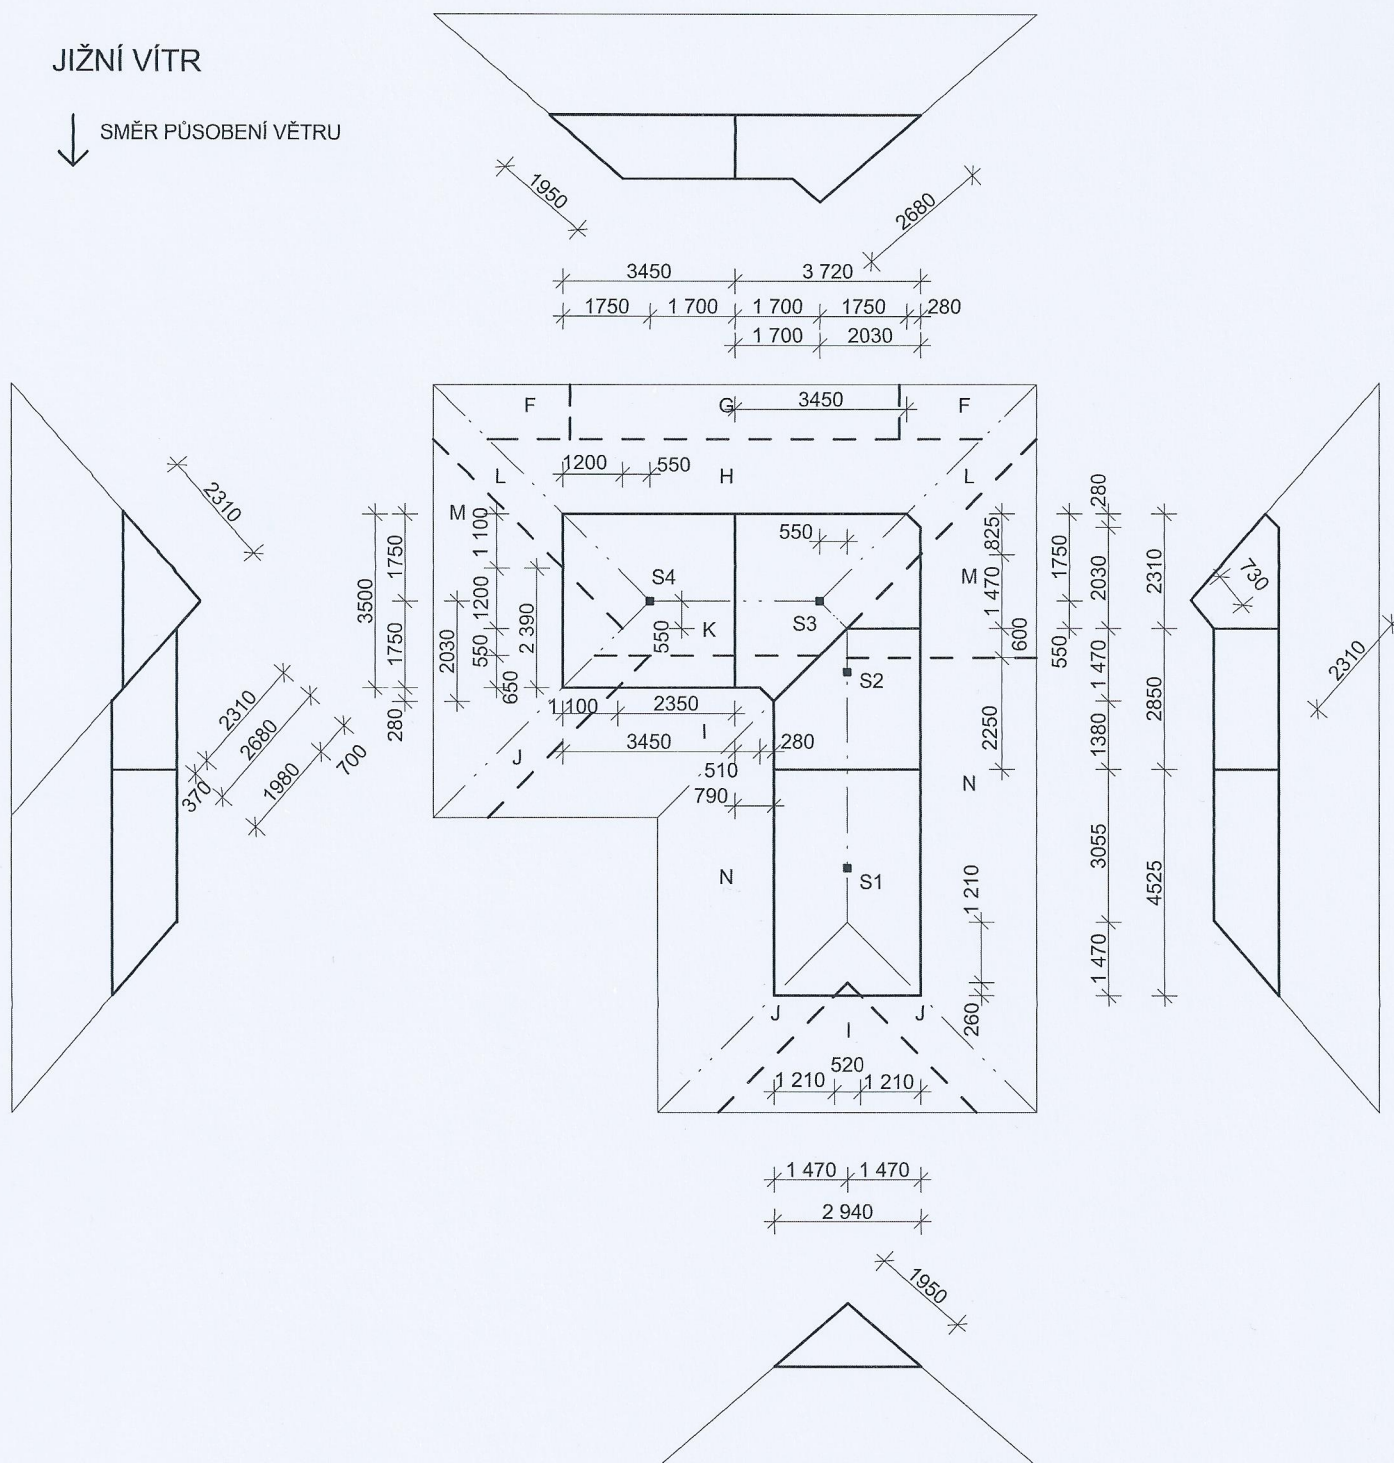 JIŽNÍ VÍTR
SMĚR PŮSOBENÍ VĚTRU
1950
2680
3450 3 720
1750 1 700 1 700 1750 280
1 700 2030
F G 3450 F
1200 550
L H L
M
2310
3500
1750
1750
280
2030
1 100
1200
550
650
2 390
S4
K
550
550
S3
825
1 470
M
600
280
1750
550
2030
1 470
1380
3055
1 470
2310
2850
4525
730
2310
S2
2250
2310
2680
370
1980
700
1 100 2350
I
3450 280
J
510
790
N
N
S1
1 210
260
J J
I
520
1 210 1 210
1 470 1 470
2 940
1950